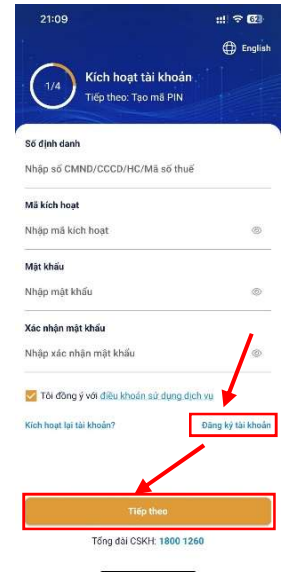 21:09
62
English
1/4
Kích hoạt tài khoản
Tiếp theo: Tạo mã PIN
Số định danh
Nhập số CMND/CCCD/HC/Mã số thuế
Mã kích hoạt
Nhập mã kích hoạt
Mật khẩu
Nhập mật khẩu
Xác nhận mật khẩu
Nhập xác nhận mật khẩu
Tôi đồng ý với điều khoản sử dụng dịch vụ
Kích hoạt lại tài khoản?
Đăng ký tài khoản
Tiếp theo
Tổng đài CSKH: 1800 1260